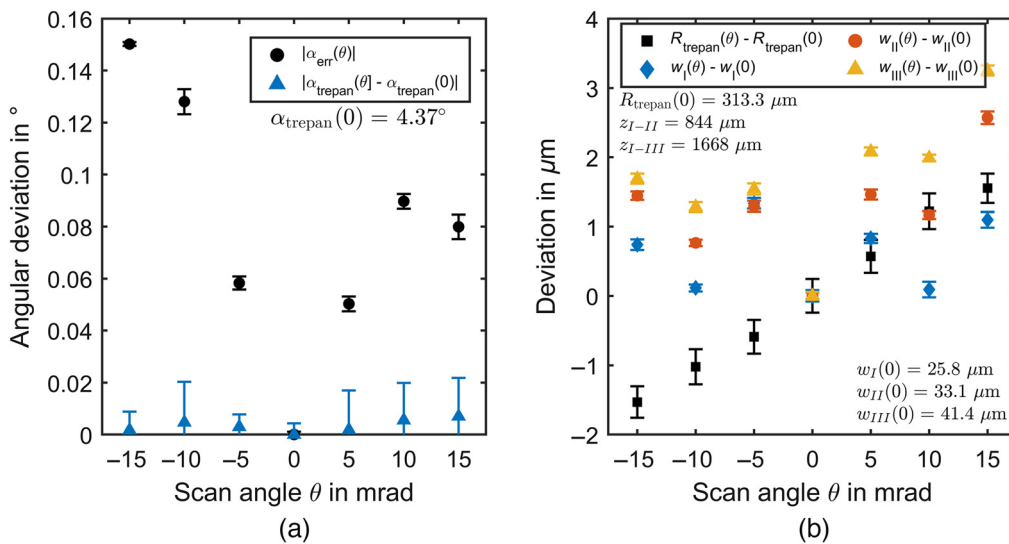 0.16
0.14
0.12
0.1
0.08
0.06
0.04
0.02
0
Angular deviation in °
|α_err(θ)|
|α_trepan(θ] - α_trepan(0)|
α_trepan(0) = 4.37°
−15 −10 −5 0 5 10 15
Scan angle θ in mrad
(a)
4
3
2
1
0
−1
−2
Deviation in μm
R_trepan(θ) - R_trepan(0)
w_I(θ) - w_I(0)
w_II(θ) - w_II(0)
w_III(θ) - w_III(0)
R_trepan(0) = 313.3 μm
z_I−II = 844 μm
z_I−III = 1668 μm
w_I(0) = 25.8 μm
w_II(0) = 33.1 μm
w_III(0) = 41.4 μm
−15 −10 −5 0 5 10 15
Scan angle θ in mrad
(b)